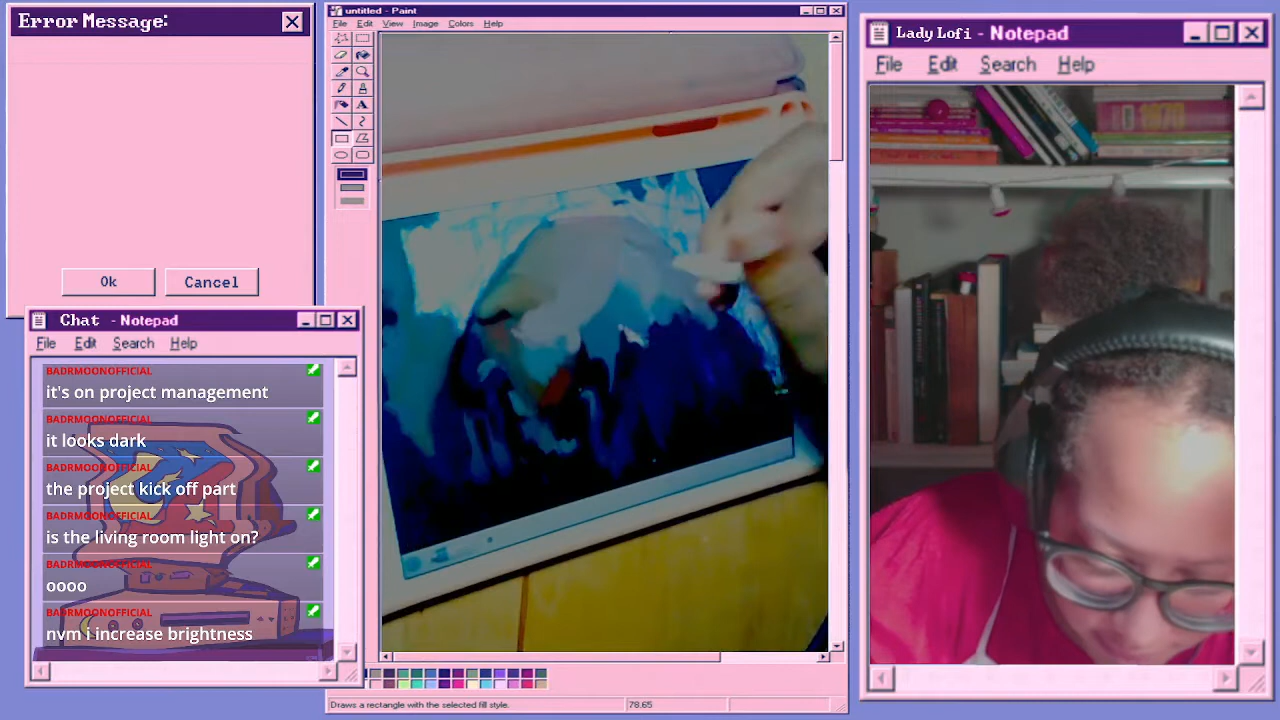 Error Message:
Ok
Cancel
Chat - Notepad
File Edit Search Help
BADRMOONOFFICIAL
it's on project management
BADRMOONOFFICIAL
it looks dark
BADRMOONOFFICIAL
the project kick off part
BADRMOONOFFICIAL
is the living room light on?
BADRMOONOFFICIAL
oooo
BADRMOONOFFICIAL
nvm i increase brightness
untitled - Paint
File Edit View Image Colors Help
A
Draws a rectangle with the selected fill style.
78.65
Lady Lofi - Notepad
File Edit Search Help
1970